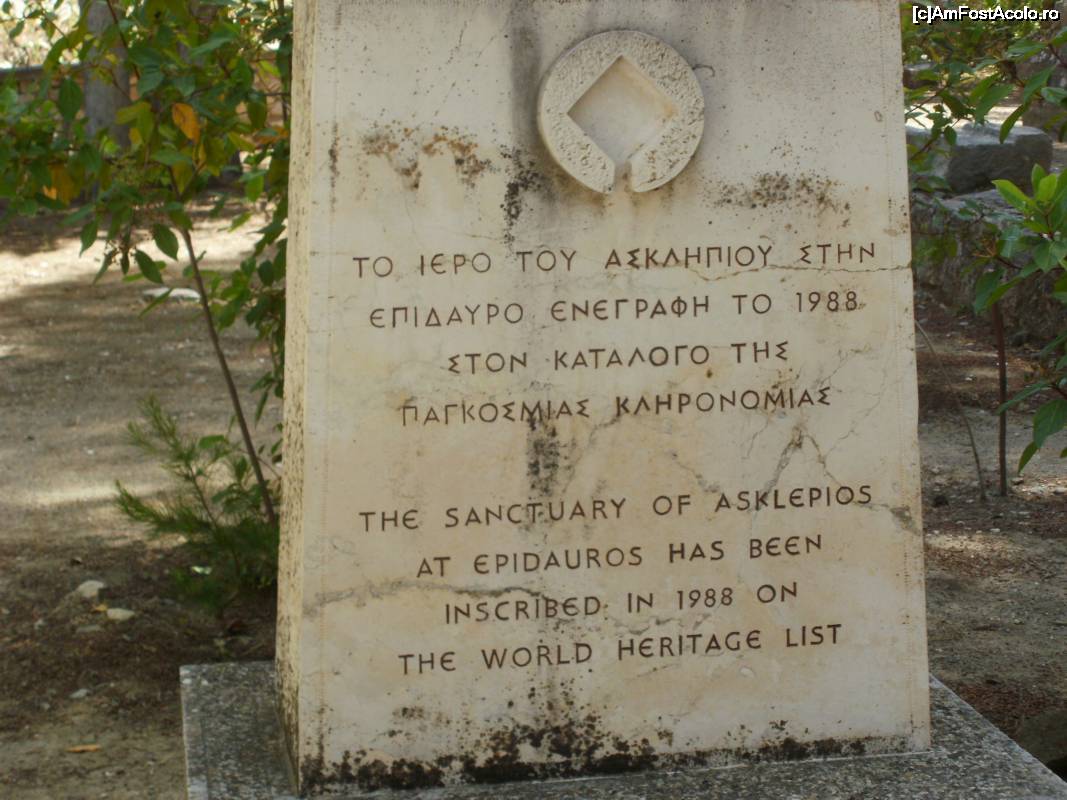 [c]AmFostAcolo.ro
ΤΟ ΙΕΡΟ ΤΟΥ ΑΣΚΛΗΠΙΟΥ ΣΤΗΝ
ΕΠΙΔΑΥΡΟ ΕΝΕΓΡΑΦΗ ΤΟ 1988
ΣΤΟΝ ΚΑΤΑΛΟΓΟ ΤΗΣ
ΠΑΓΚΟΣΜΙΑΣ ΚΛΗΡΟΝΟΜΙΑΣ
THE SANCTUARY OF ASKLEPIOS
AT EPIDAUROS HAS BEEN
INSCRIBED IN 1988 ON
THE WORLD HERITAGE LIST